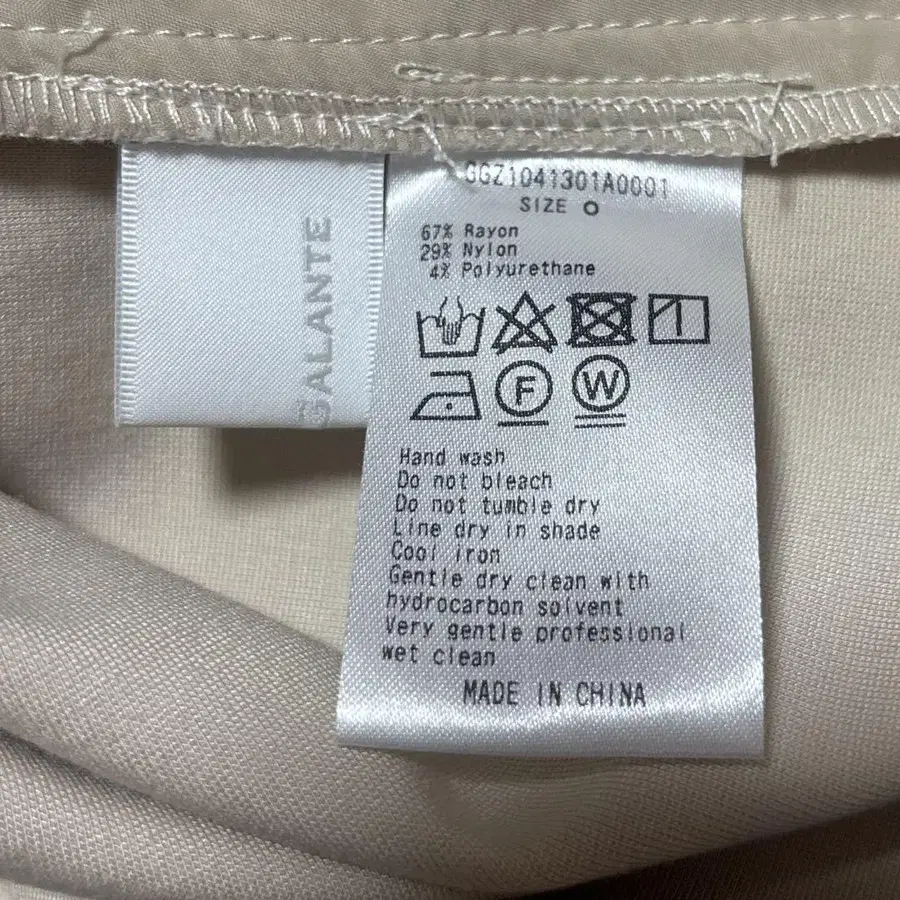 GALANTE
GGZ1041301A0001
SIZE O
67% Rayon
29% Nylon
4% Polyurethane
F
W
Hand wash
Do not bleach
Do not tumble dry
Line dry in shade
Cool iron
Gentle dry clean with
hydrocarbon solvent
Very gentle professional
wet clean
MADE IN CHINA